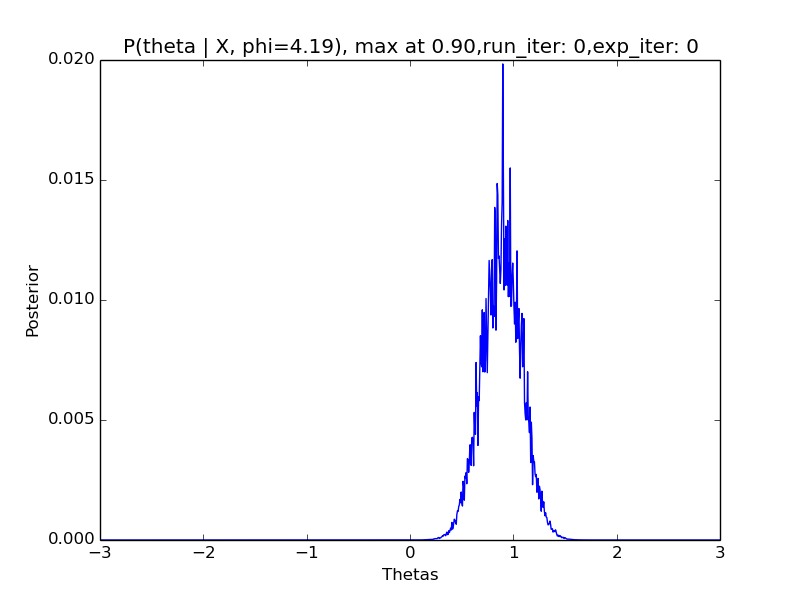 P(theta | X, phi=4.19), max at 0.90,run_iter: 0,exp_iter: 0
0.020
0.015
0.010
0.005
0.000
Posterior
−3 −2 −1 0 1 2 3
Thetas